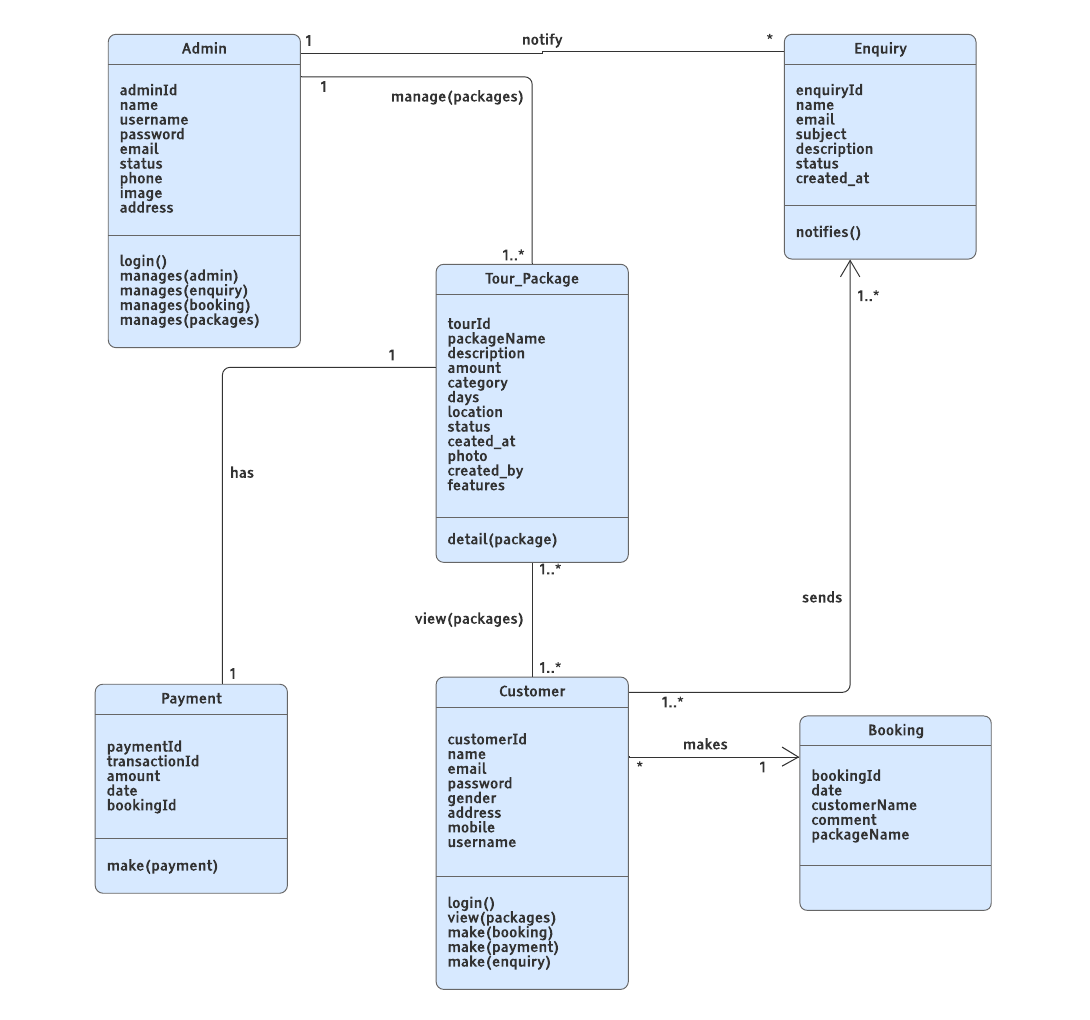 Admin
adminId
name
username
password
email
status
phone
image
address
login()
manages(admin)
manages(enquiry)
manages(booking)
manages(packages)
1
notify
*
1
manage(packages)
1..*
Enquiry
enquiryId
name
email
subject
description
status
created_at
notifies()
1..*
Tour_Package
tourId
packageName
description
amount
category
days
location
status
ceated_at
photo
created_by
features
detail(package)
1
has
1
1..*
view(packages)
1..*
sends
1..*
Payment
paymentId
transactionId
amount
date
bookingId
make(payment)
Customer
customerId
name
email
password
gender
address
mobile
username
login()
view(packages)
make(booking)
make(payment)
make(enquiry)
makes
*
1
Booking
bookingId
date
customerName
comment
packageName